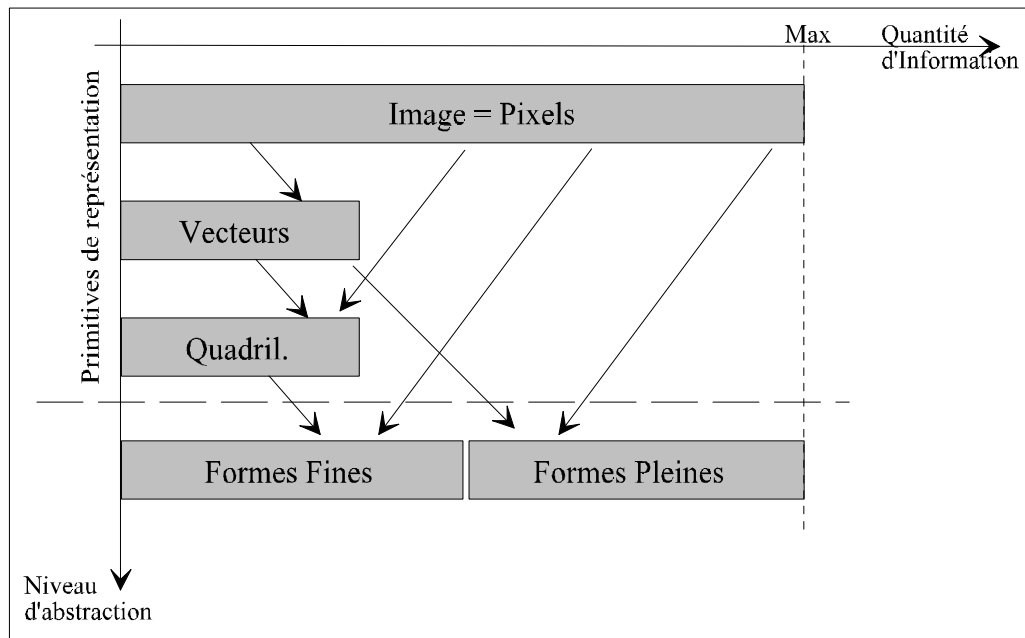 Max
Quantité
d'Information
Primitives de représentation
Image = Pixels
Vecteurs
Quadril.
Formes Fines
Formes Pleines
Niveau
d'abstraction